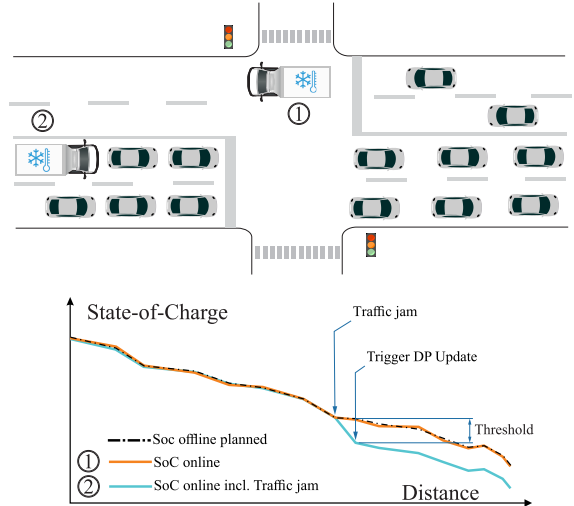 1
2
State-of-Charge
Traffic jam
Trigger DP Update
Threshold
Soc offline planned
1 SoC online
2 SoC online incl. Traffic jam
Distance